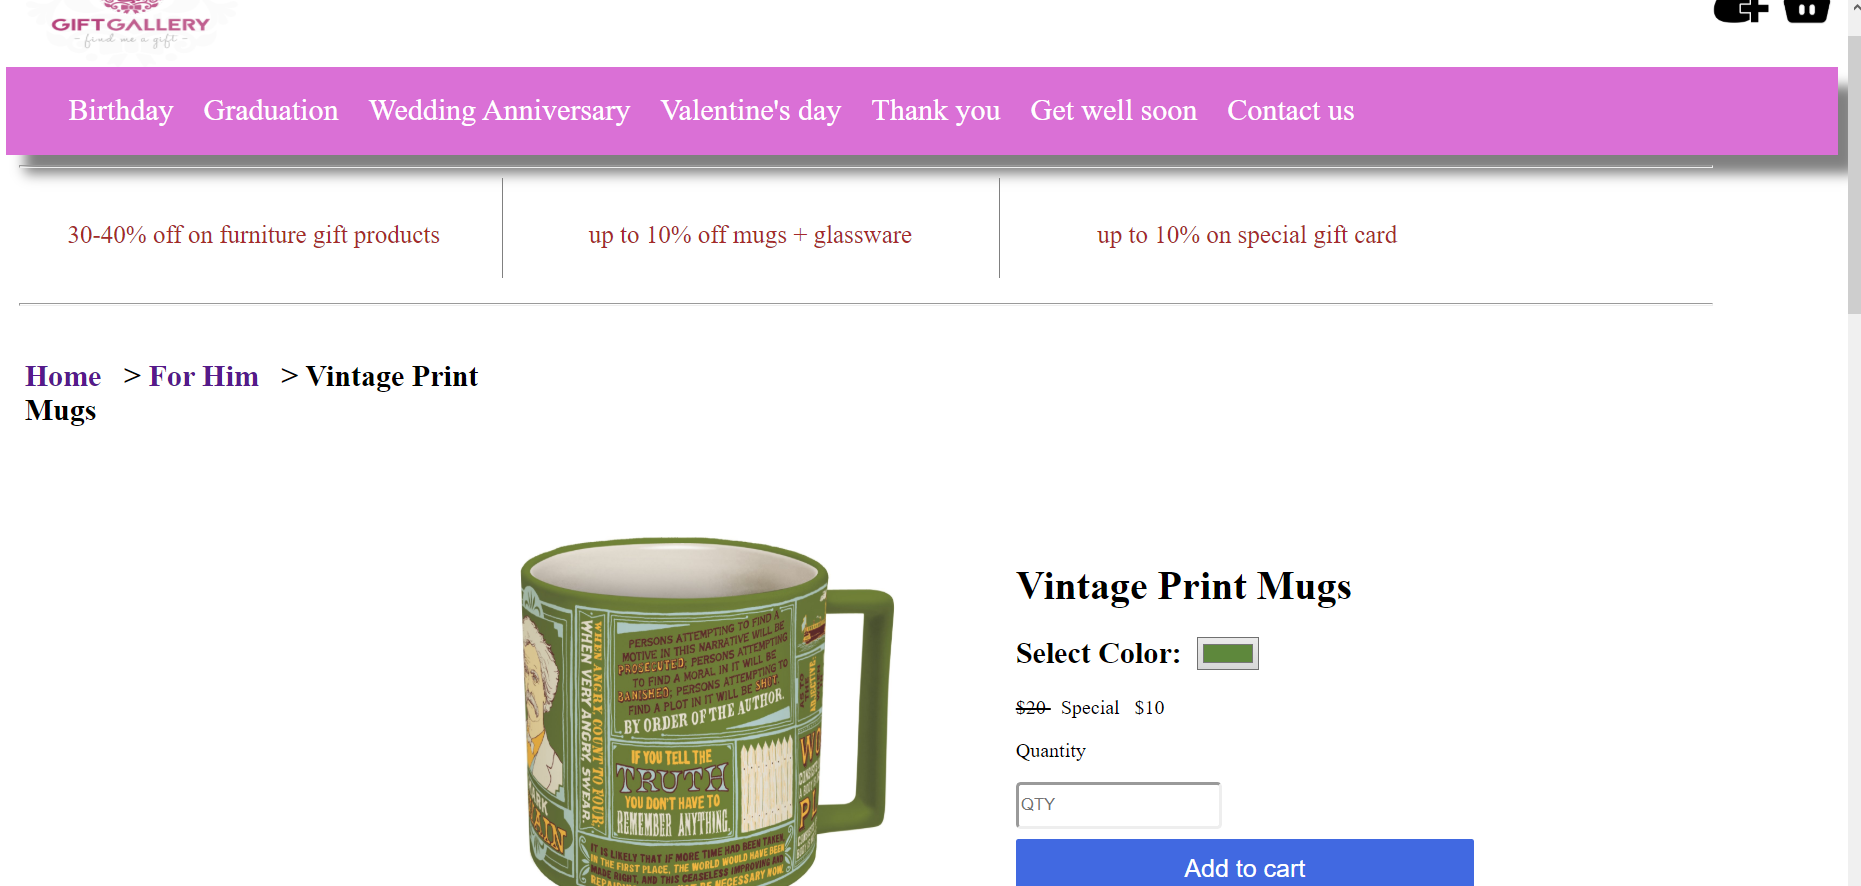 GIFTGALLERY
- find me a gift -
Birthday Graduation Wedding Anniversary Valentine's day Thank you Get well soon Contact us
30-40% off on furniture gift products
up to 10% off mugs + glassware
up to 10% on special gift card
Home > For Him > Vintage Print
Mugs
WHEN ANGRY, COUNT TO FOUR;
WHEN VERY ANGRY, SWEAR.
PERSONS ATTEMPTING TO FIND A
MOTIVE IN THIS NARRATIVE WILL BE
PROSECUTED; PERSONS ATTEMPTING
TO FIND A MORAL IN IT WILL BE
BANISHED; PERSONS ATTEMPTING TO
FIND A PLOT IN IT WILL BE SHOT.
BY ORDER OF THE AUTHOR.
IF YOU TELL THE
TRUTH
YOU DON'T HAVE TO
REMEMBER ANYTHING.
IT IS LIKELY THAT IF MORE TIME HAD BEEN TAKEN,
IN THE FIRST PLACE, THE WORLD WOULD HAVE BEEN
MADE RIGHT, AND THIS CEASELESS IMPROVING AND
NECESSARY NOW.
Vintage Print Mugs
Select Color:
$20 Special $10
Quantity
QTY
Add to cart